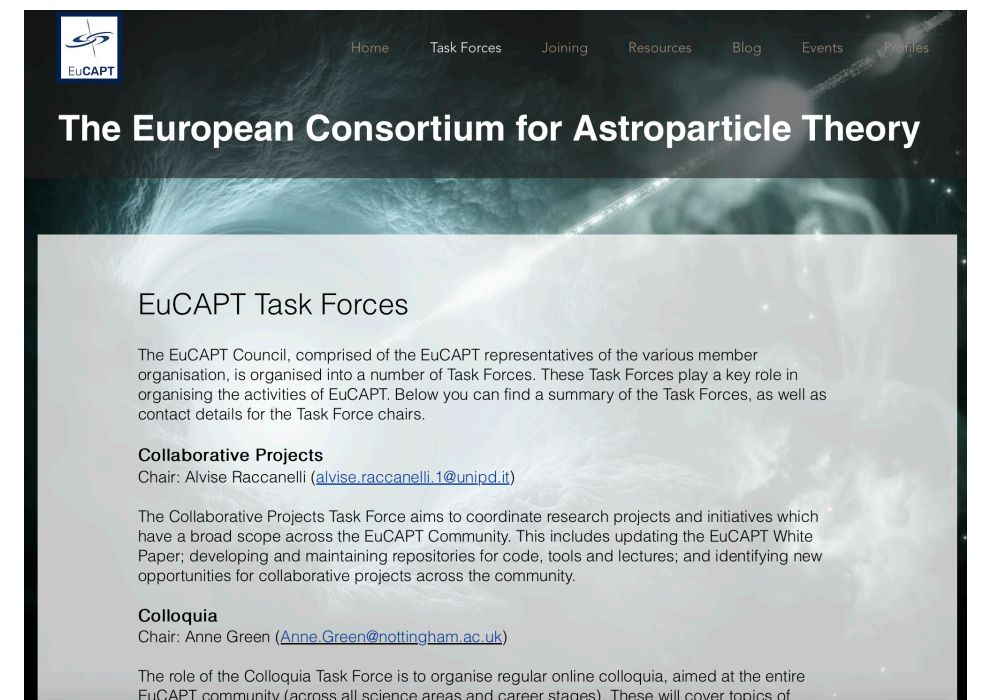 EuCAPT
Home Task Forces Joining Resources Blog Events Profiles
The European Consortium for Astroparticle Theory
EuCAPT Task Forces
The EuCAPT Council, comprised of the EuCAPT representatives of the various member
organisation, is organised into a number of Task Forces. These Task Forces play a key role in
organising the activities of EuCAPT. Below you can find a summary of the Task Forces, as well as
contact details for the Task Force chairs.
Collaborative Projects
Chair: Alvise Raccanelli (alvise.raccanelli.1@unipd.it)
The Collaborative Projects Task Force aims to coordinate research projects and initiatives which
have a broad scope across the EuCAPT Community. This includes updating the EuCAPT White
Paper; developing and maintaining repositories for code, tools and lectures; and identifying new
opportunities for collaborative projects across the community.
Colloquia
Chair: Anne Green (Anne.Green@nottingham.ac.uk)
The role of the Colloquia Task Force is to organise regular online colloquia, aimed at the entire
EuCAPT community (across all science areas and career stages). These will cover topics of